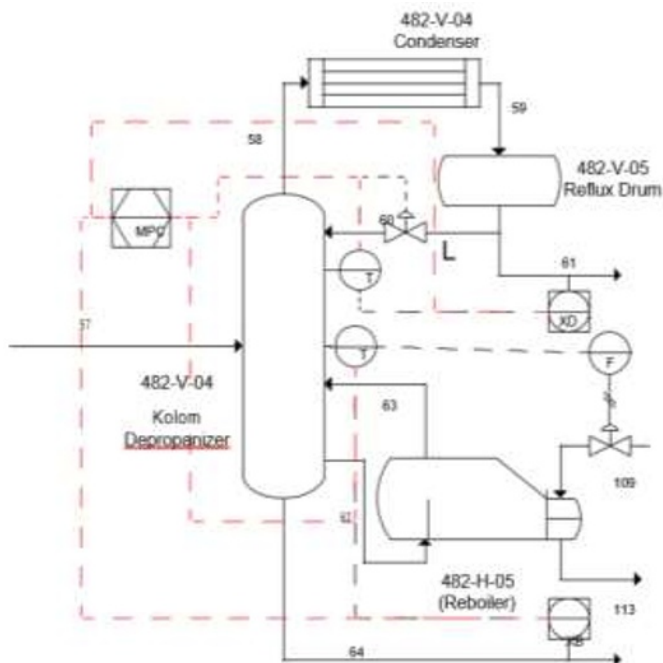 482-V-04
Condenser
59
58
482-V-05
Reflux Drum
MPC
60
L
61
T
XD
57
T
F
482-V-04
Kolom
Depropanizer
63
109
62
482-H-05
(Reboiler)
113
XB
64